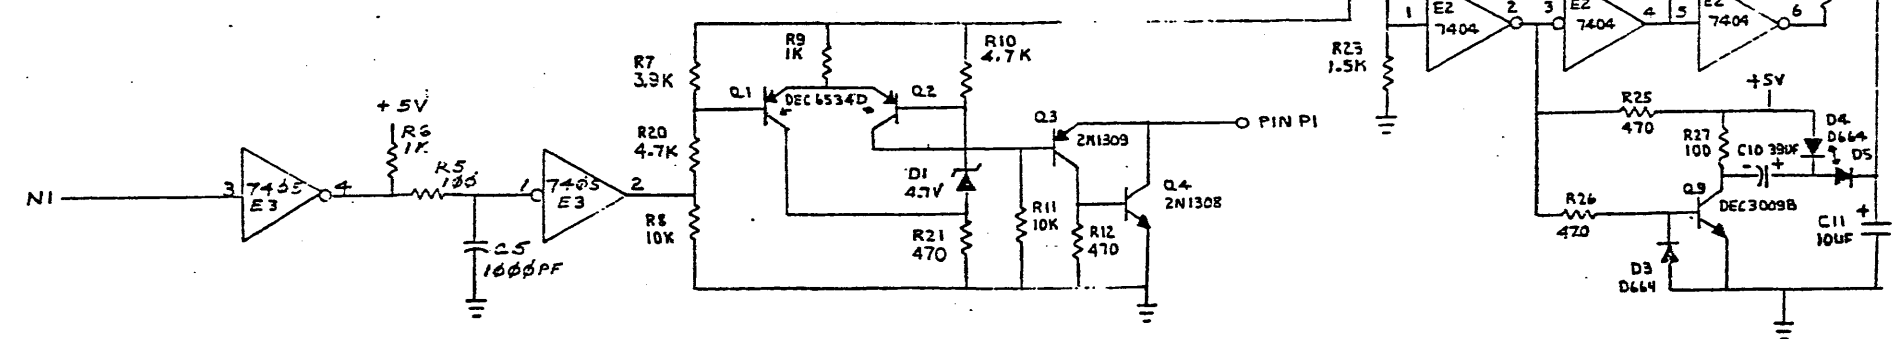 N1
3
7405
E3
4
+5V
R6
1K
R5
100
C5
1000PF
1
7405
E3
2
R7
3.9K
R20
4.7K
R8
10K
R9
1K
Q1
DEC6534D
Q2
R10
4.7K
D1
4.7V
R21
470
R11
10K
Q3
2N1309
R12
470
Q4
2N1308
PIN P1
R23
1.5K
1
E2
7404
2
3
E2
7404
4
5
E2
7404
6
R25
470
R26
470
+5V
R27
100
C10 39UF
D4
D664
D5
Q9
DEC3009B
D3
D664
C11
10UF